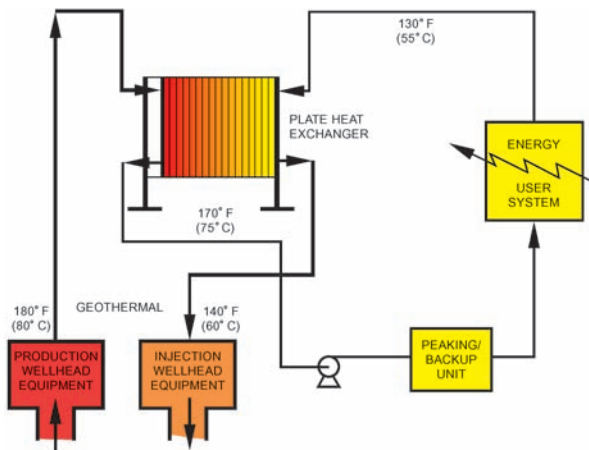 130° F
(55° C)
PLATE HEAT
EXCHANGER
ENERGY
USER
SYSTEM
170° F
(75° C)
180° F
(80° C)
GEOTHERMAL
140° F
(60° C)
PRODUCTION
WELLHEAD
EQUIPMENT
INJECTION
WELLHEAD
EQUIPMENT
PEAKING/
BACKUP
UNIT